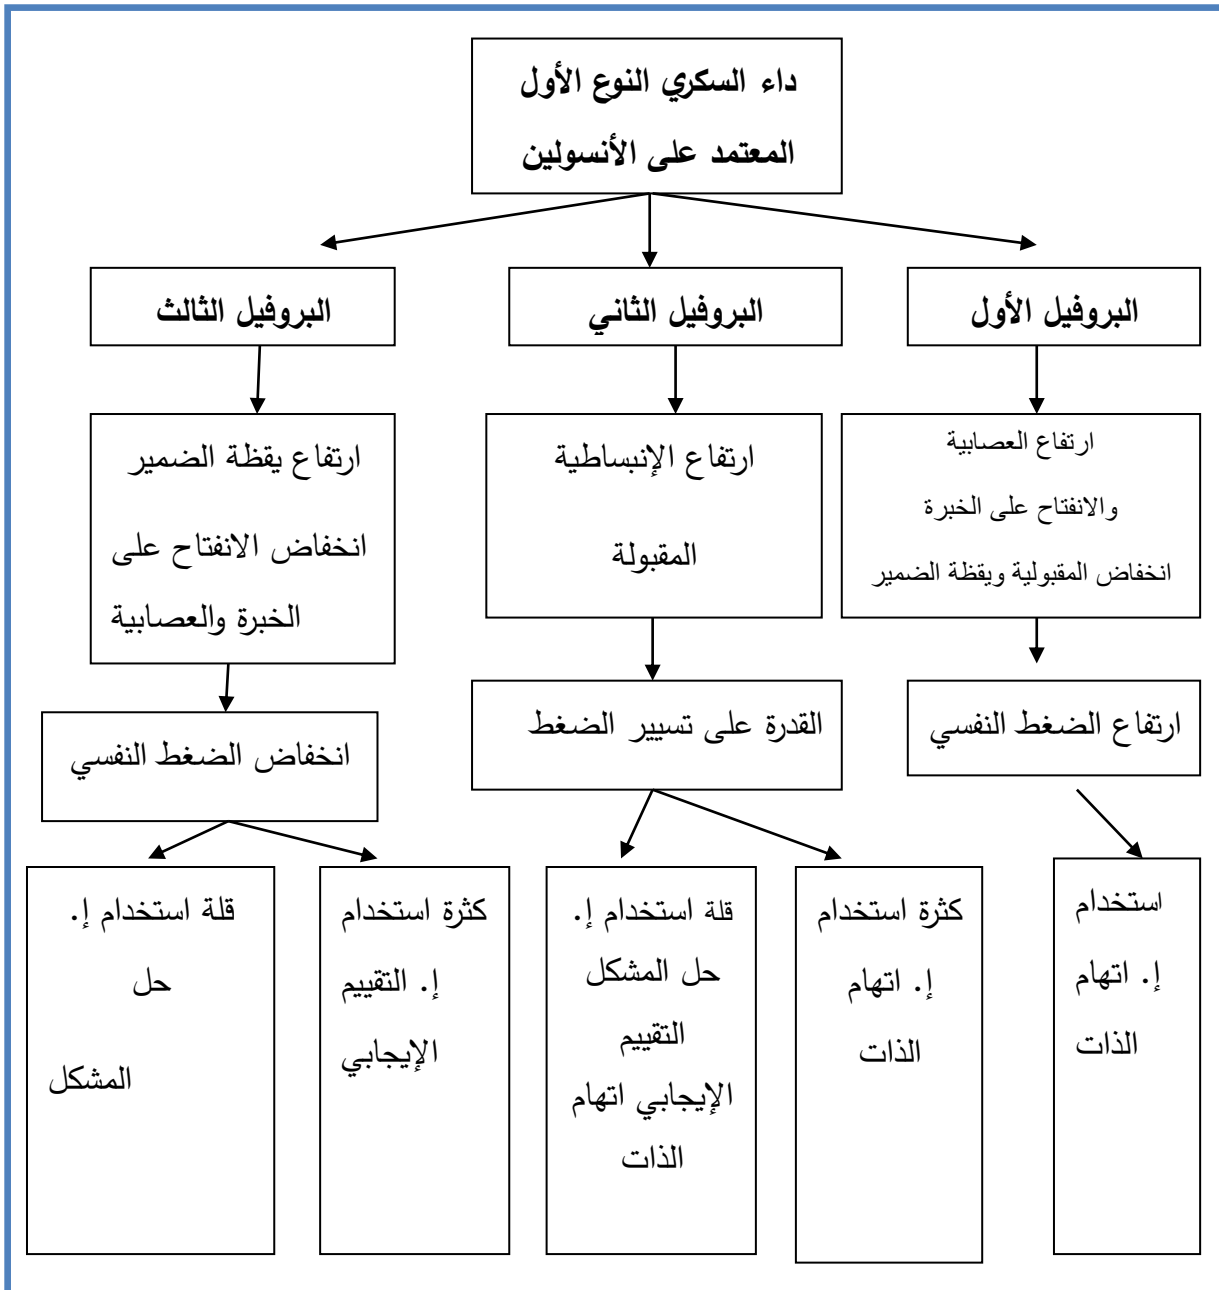 داء السكري النوع الأول
المعتمد على الأنسولين
البروفيل الأول
البروفيل الثاني
البروفيل الثالث
ارتفاع العصابية
والانفتاح على الخبرة
انخفاض المقبولية ويقظة الضمير
ارتفاع الإنبساطية
المقبولة
ارتفاع يقظة الضمير
انخفاض الانفتاح على
الخبرة والعصابية
ارتفاع الضغط النفسي
القدرة على تسيير الضغط
انخفاض الضغط النفسي
استخدام
إ. اتهام
الذات
كثرة استخدام
إ. اتهام
الذات
قلة استخدام إ.
حل المشكل
التقييم
الإيجابي اتهام
الذات
كثرة استخدام
إ. التقييم
الإيجابي
قلة استخدام إ.
حل
المشكل